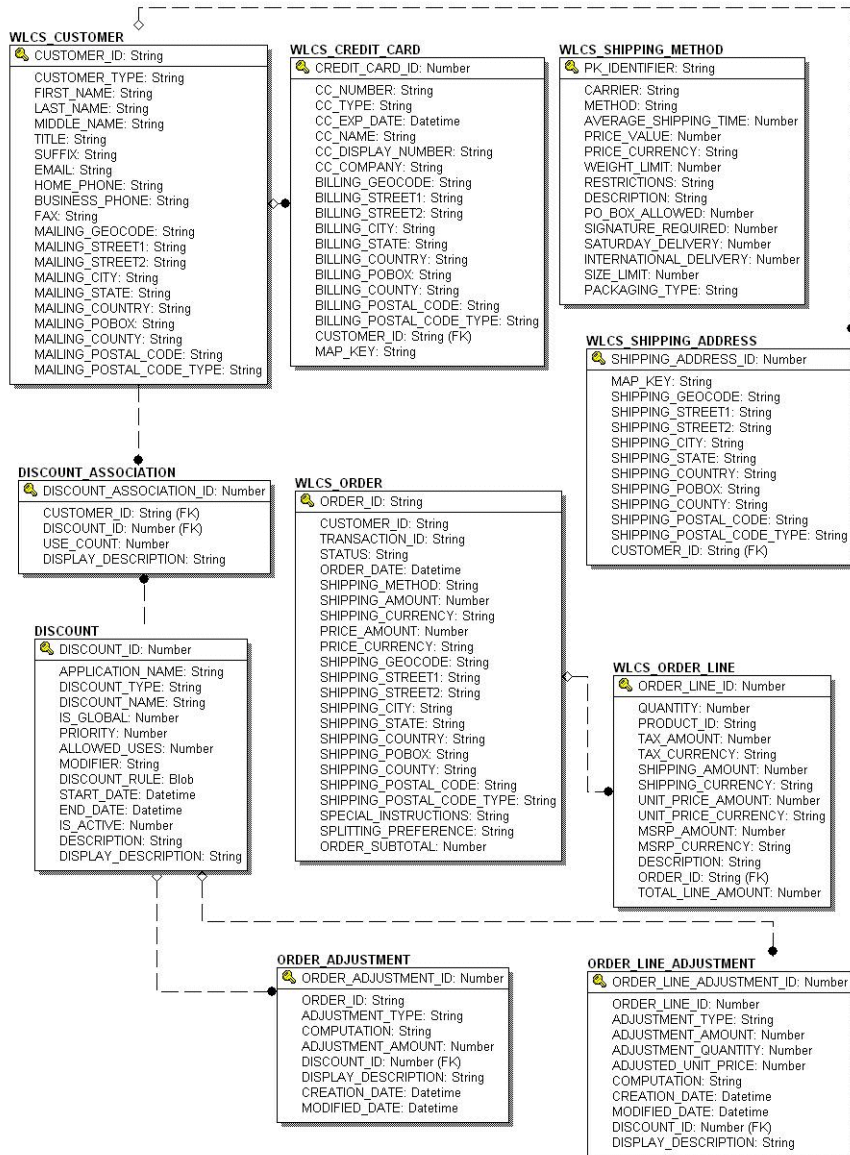 WLCS_CUSTOMER
CUSTOMER_ID: String
CUSTOMER_TYPE: String
FIRST_NAME: String
LAST_NAME: String
MIDDLE_NAME: String
TITLE: String
SUFFIX: String
EMAIL: String
HOME_PHONE: String
BUSINESS_PHONE: String
FAX: String
MAILING_GEOCODE: String
MAILING_STREET1: String
MAILING_STREET2: String
MAILING_CITY: String
MAILING_STATE: String
MAILING_COUNTRY: String
MAILING_POBOX: String
MAILING_COUNTY: String
MAILING_POSTAL_CODE: String
MAILING_POSTAL_CODE_TYPE: String
WLCS_CREDIT_CARD
CREDIT_CARD_ID: Number
CC_NUMBER: String
CC_TYPE: String
CC_EXP_DATE: Datetime
CC_NAME: String
CC_DISPLAY_NUMBER: String
CC_COMPANY: String
BILLING_GEOCODE: String
BILLING_STREET1: String
BILLING_STREET2: String
BILLING_CITY: String
BILLING_STATE: String
BILLING_COUNTRY: String
BILLING_POBOX: String
BILLING_COUNTY: String
BILLING_POSTAL_CODE: String
BILLING_POSTAL_CODE_TYPE: String
CUSTOMER_ID: String (FK)
MAP_KEY: String
WLCS_SHIPPING_METHOD
PK_IDENTIFIER: String
CARRIER: String
METHOD: String
AVERAGE_SHIPPING_TIME: Number
PRICE_VALUE: Number
PRICE_CURRENCY: String
WEIGHT_LIMIT: Number
RESTRICTIONS: String
DESCRIPTION: String
PO_BOX_ALLOWED: Number
SIGNATURE_REQUIRED: Number
SATURDAY_DELIVERY: Number
INTERNATIONAL_DELIVERY: Number
SIZE_LIMIT: Number
PACKAGING_TYPE: String
WLCS_SHIPPING_ADDRESS
SHIPPING_ADDRESS_ID: Number
MAP_KEY: String
SHIPPING_GEOCODE: String
SHIPPING_STREET1: String
SHIPPING_STREET2: String
SHIPPING_CITY: String
SHIPPING_STATE: String
SHIPPING_COUNTRY: String
SHIPPING_POBOX: String
SHIPPING_COUNTY: String
SHIPPING_POSTAL_CODE: String
SHIPPING_POSTAL_CODE_TYPE: String
CUSTOMER_ID: String (FK)
DISCOUNT_ASSOCIATION
DISCOUNT_ASSOCIATION_ID: Number
CUSTOMER_ID: String (FK)
DISCOUNT_ID: Number (FK)
USE_COUNT: Number
DISPLAY_DESCRIPTION: String
WLCS_ORDER
ORDER_ID: String
CUSTOMER_ID: String
TRANSACTION_ID: String
STATUS: String
ORDER_DATE: Datetime
SHIPPING_METHOD: String
SHIPPING_AMOUNT: Number
SHIPPING_CURRENCY: String
PRICE_AMOUNT: Number
PRICE_CURRENCY: String
SHIPPING_GEOCODE: String
SHIPPING_STREET1: String
SHIPPING_STREET2: String
SHIPPING_CITY: String
SHIPPING_STATE: String
SHIPPING_COUNTRY: String
SHIPPING_POBOX: String
SHIPPING_COUNTY: String
SHIPPING_POSTAL_CODE: String
SHIPPING_POSTAL_CODE_TYPE: String
SPECIAL_INSTRUCTIONS: String
SPLITTING_PREFERENCE: String
ORDER_SUBTOTAL: Number
DISCOUNT
DISCOUNT_ID: Number
APPLICATION_NAME: String
DISCOUNT_TYPE: String
DISCOUNT_NAME: String
IS_GLOBAL: Number
PRIORITY: Number
ALLOWED_USES: Number
MODIFIER: String
DISCOUNT_RULE: Blob
START_DATE: Datetime
END_DATE: Datetime
IS_ACTIVE: Number
DESCRIPTION: String
DISPLAY_DESCRIPTION: String
WLCS_ORDER_LINE
ORDER_LINE_ID: Number
QUANTITY: Number
PRODUCT_ID: String
TAX_AMOUNT: Number
TAX_CURRENCY: String
SHIPPING_AMOUNT: Number
SHIPPING_CURRENCY: String
UNIT_PRICE_AMOUNT: Number
UNIT_PRICE_CURRENCY: String
MSRP_AMOUNT: Number
MSRP_CURRENCY: String
DESCRIPTION: String
ORDER_ID: String (FK)
TOTAL_LINE_AMOUNT: Number
ORDER_ADJUSTMENT
ORDER_ADJUSTMENT_ID: Number
ORDER_ID: String
ADJUSTMENT_TYPE: String
COMPUTATION: String
ADJUSTMENT_AMOUNT: Number
DISCOUNT_ID: Number (FK)
DISPLAY_DESCRIPTION: String
CREATION_DATE: Datetime
MODIFIED_DATE: Datetime
ORDER_LINE_ADJUSTMENT
ORDER_LINE_ADJUSTMENT_ID: Number
ORDER_LINE_ID: Number
ADJUSTMENT_TYPE: String
ADJUSTMENT_AMOUNT: Number
ADJUSTMENT_QUANTITY: Number
ADJUSTED_UNIT_PRICE: Number
COMPUTATION: String
CREATION_DATE: Datetime
MODIFIED_DATE: Datetime
DISCOUNT_ID: Number (FK)
DISPLAY_DESCRIPTION: String